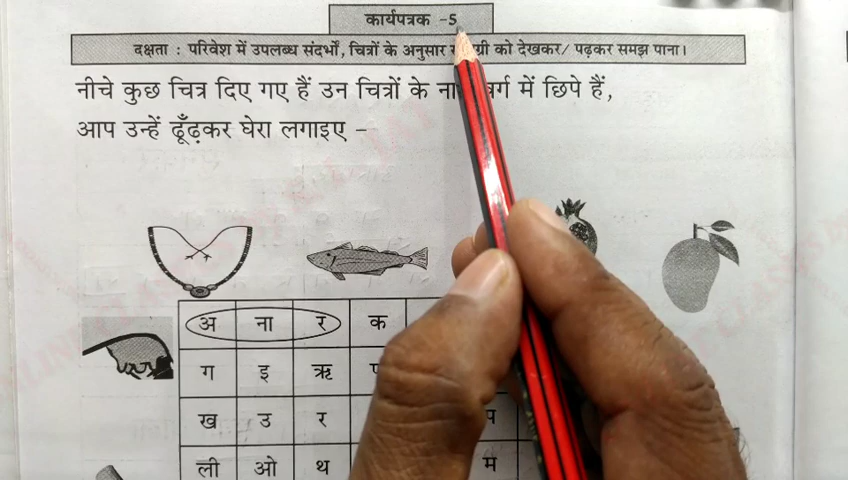 कार्यपत्रक -5
दक्षता : परिवेश में उपलब्ध संदर्भों, चित्रों के अनुसार को देखकर/ पढ़कर समझ पाना।
नीचे कुछ चित्र दिए गए हैं उन चित्रों के में छिपे हैं,
आप उन्हें ढूँढ़कर घेरा लगाइए -
अ ना र क
ग इ ऋ
ख उ र प
ली ओ थ म